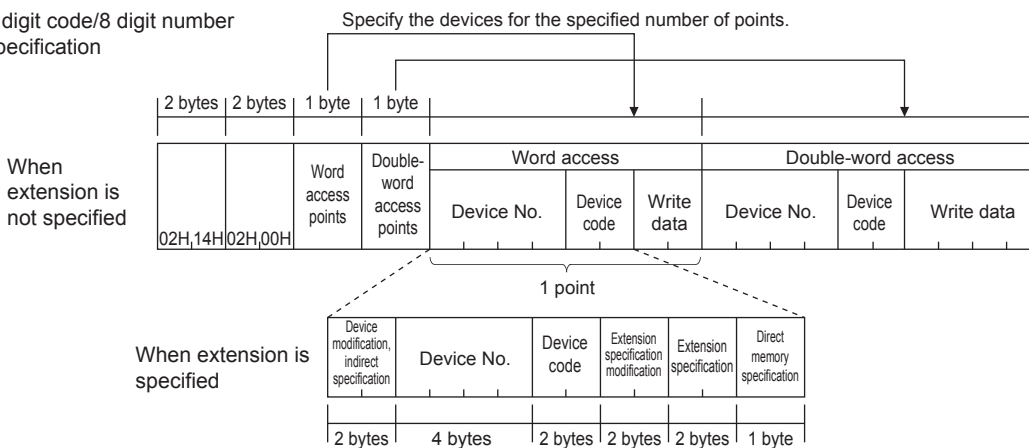 digit code/8 digit number
pecification
Specify the devices for the specified number of points.
2 bytes 2 bytes 1 byte 1 byte
When
extension is
not specified
02H 14H 02H 00H
Word
access
points
Double-
word
access
points
Word access
Device No.
Device
code
Write
data
Double-word access
Device No.
Device
code
Write data
1 point
When extension is
specified
Device
modification,
indirect
specification
Device No.
Device
code
Extension
specification
modification
Extension
specification
Direct
memory
specification
2 bytes 4 bytes 2 bytes 2 bytes 2 bytes 1 byte